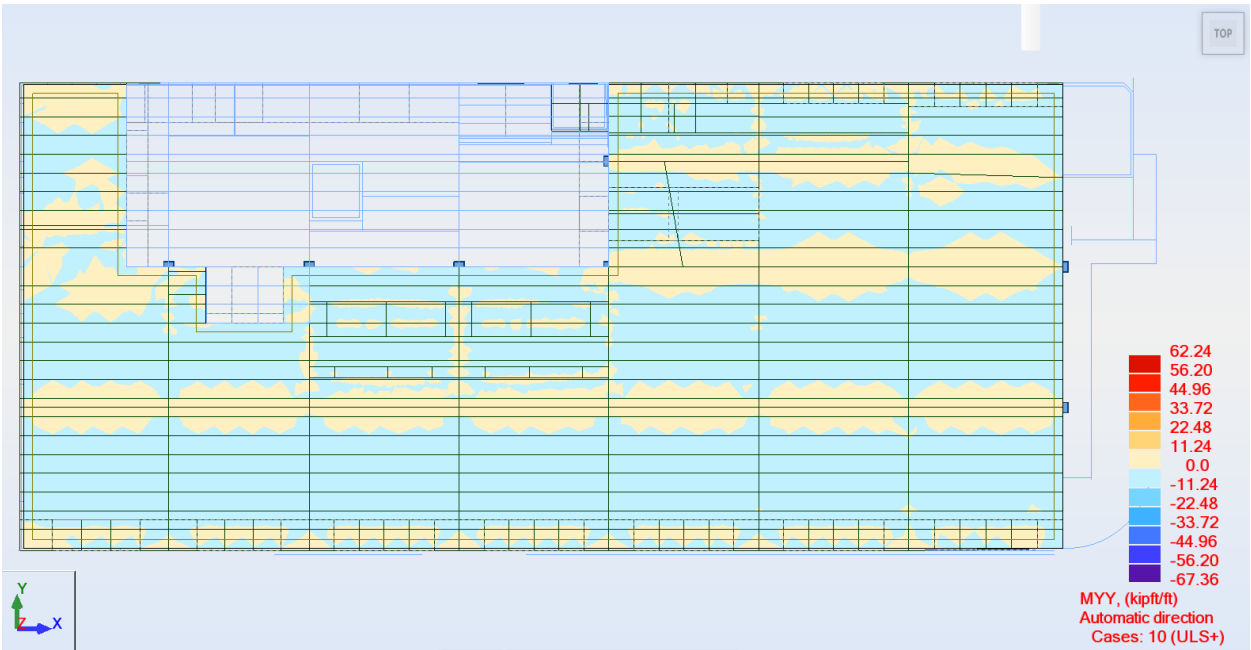 TOP
62.24
56.20
44.96
33.72
22.48
11.24
0.0
-11.24
-22.48
-33.72
-44.96
-56.20
-67.36
MYY, (kipft/ft)
Automatic direction
Cases: 10 (ULS+)
Y
Z
X